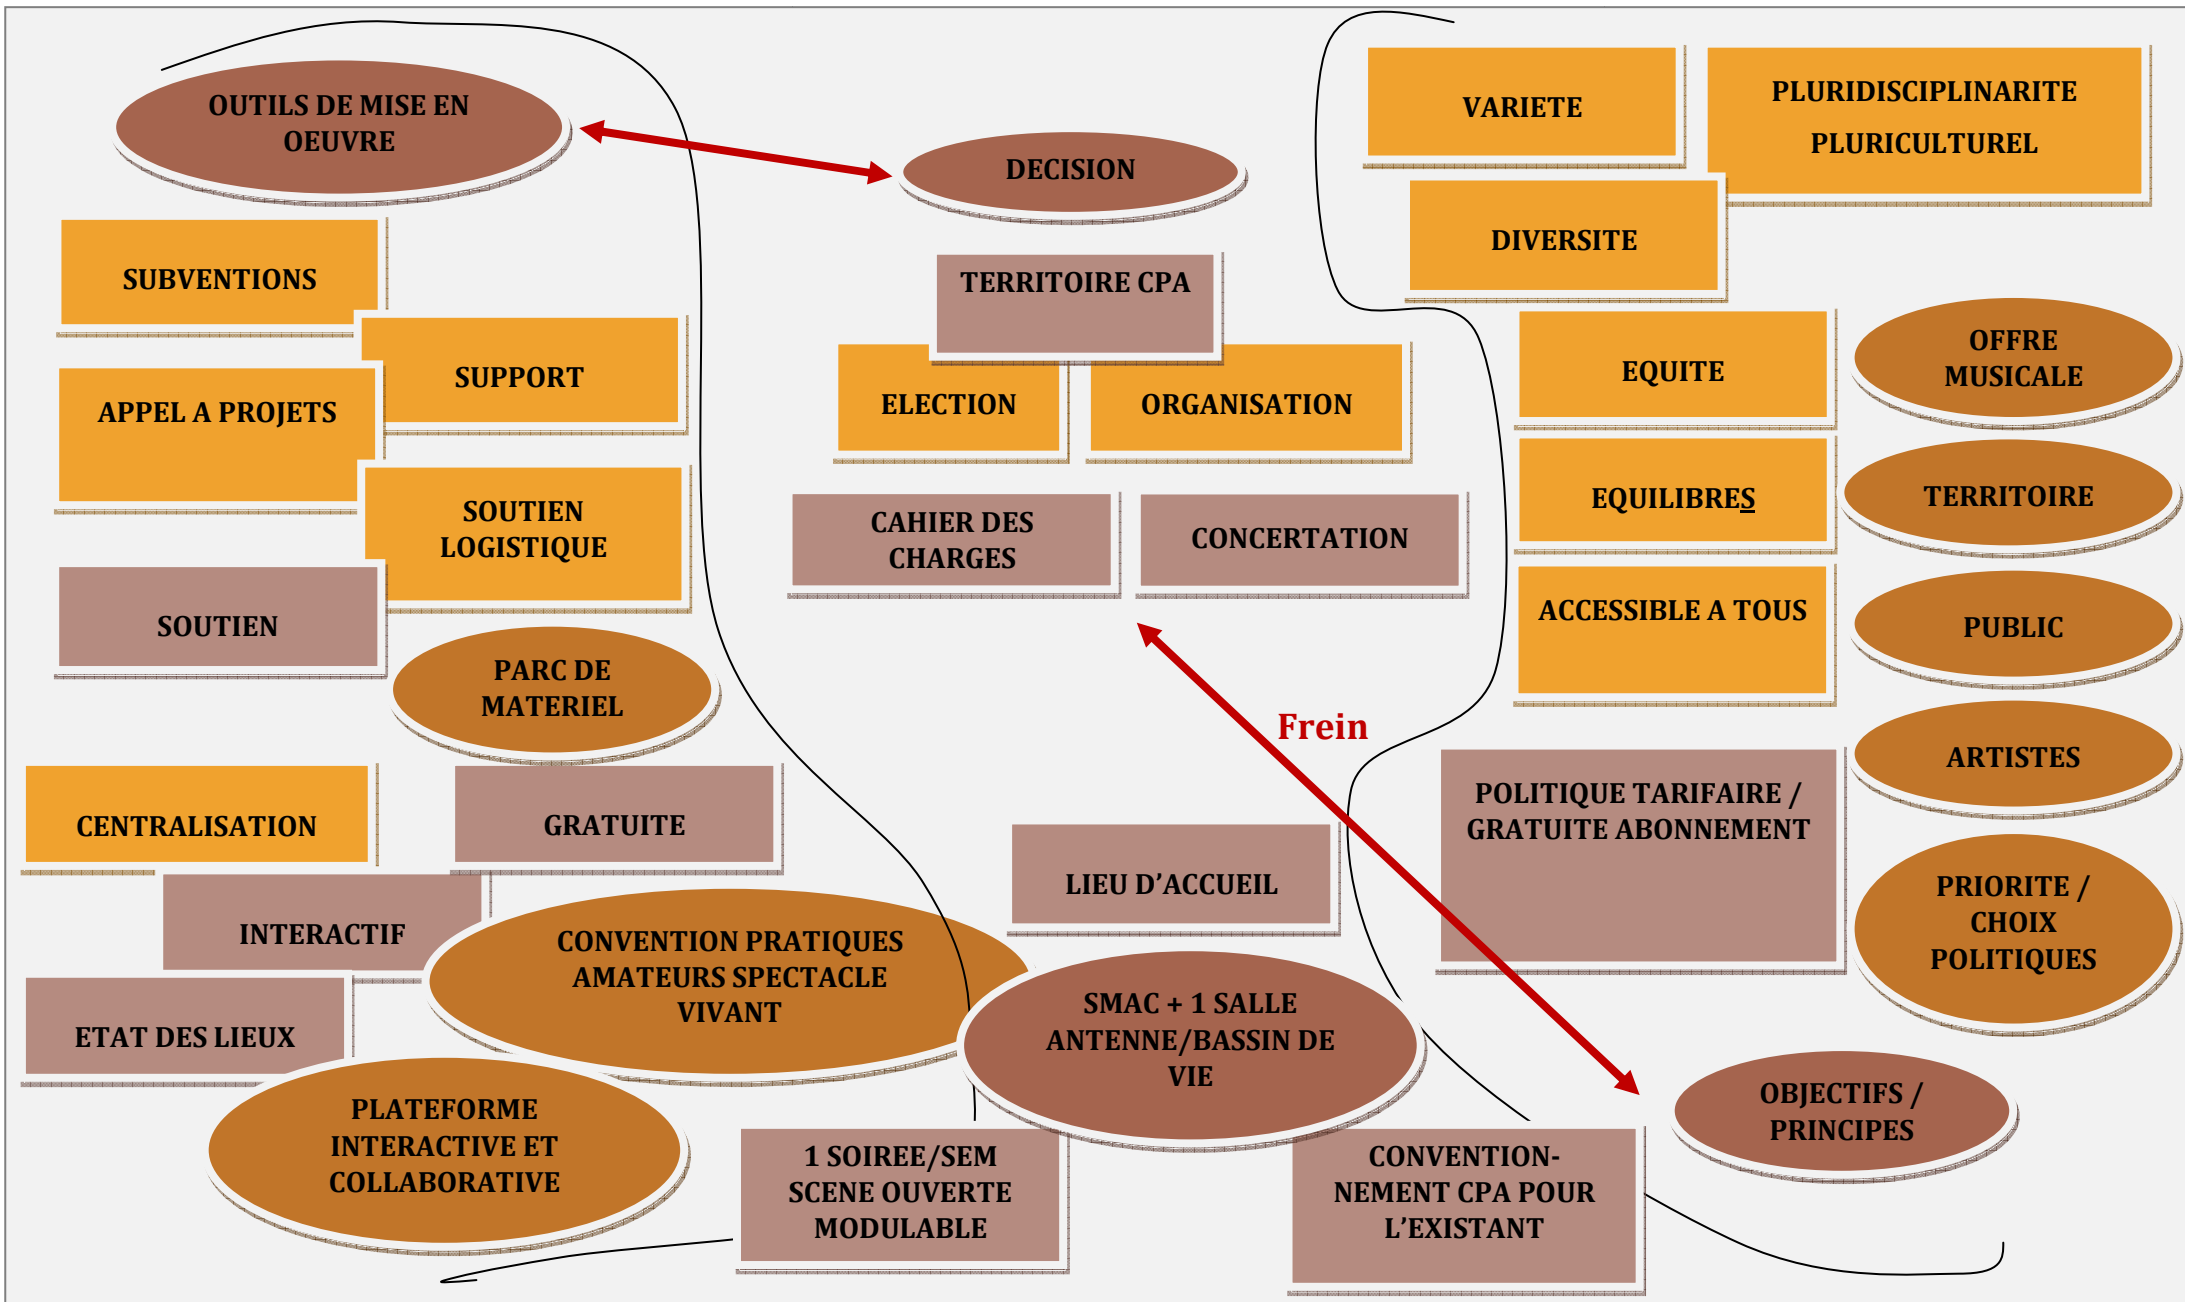 OUTILS DE MISE EN
OEUVRE
DECISION
VARIETE
PLURIDISCIPLINARITE
PLURICULTUREL
DIVERSITE
SUBVENTIONS
SUPPORT
APPEL A PROJETS
SOUTIEN
LOGISTIQUE
SOUTIEN
PARC DE
MATERIEL
CENTRALISATION
GRATUITE
INTERACTIF
CONVENTION PRATIQUES
AMATEURS SPECTACLE
VIVANT
ETAT DES LIEUX
PLATEFORME
INTERACTIVE ET
COLLABORATIVE
TERRITOIRE CPA
ELECTION
ORGANISATION
CAHIER DES
CHARGES
CONCERTATION
Frein
LIEU D’ACCUEIL
SMAC + 1 SALLE
ANTENNE/BASSIN DE
VIE
1 SOIREE/SEM
SCENE OUVERTE
MODULABLE
CONVENTION-
NEMENT CPA POUR
L’EXISTANT
EQUITE
OFFRE
MUSICALE
EQUILIBRES
TERRITOIRE
ACCESSIBLE A TOUS
PUBLIC
ARTISTES
POLITIQUE TARIFAIRE /
GRATUITE ABONNEMENT
PRIORITE /
CHOIX
POLITIQUES
OBJECTIFS /
PRINCIPES